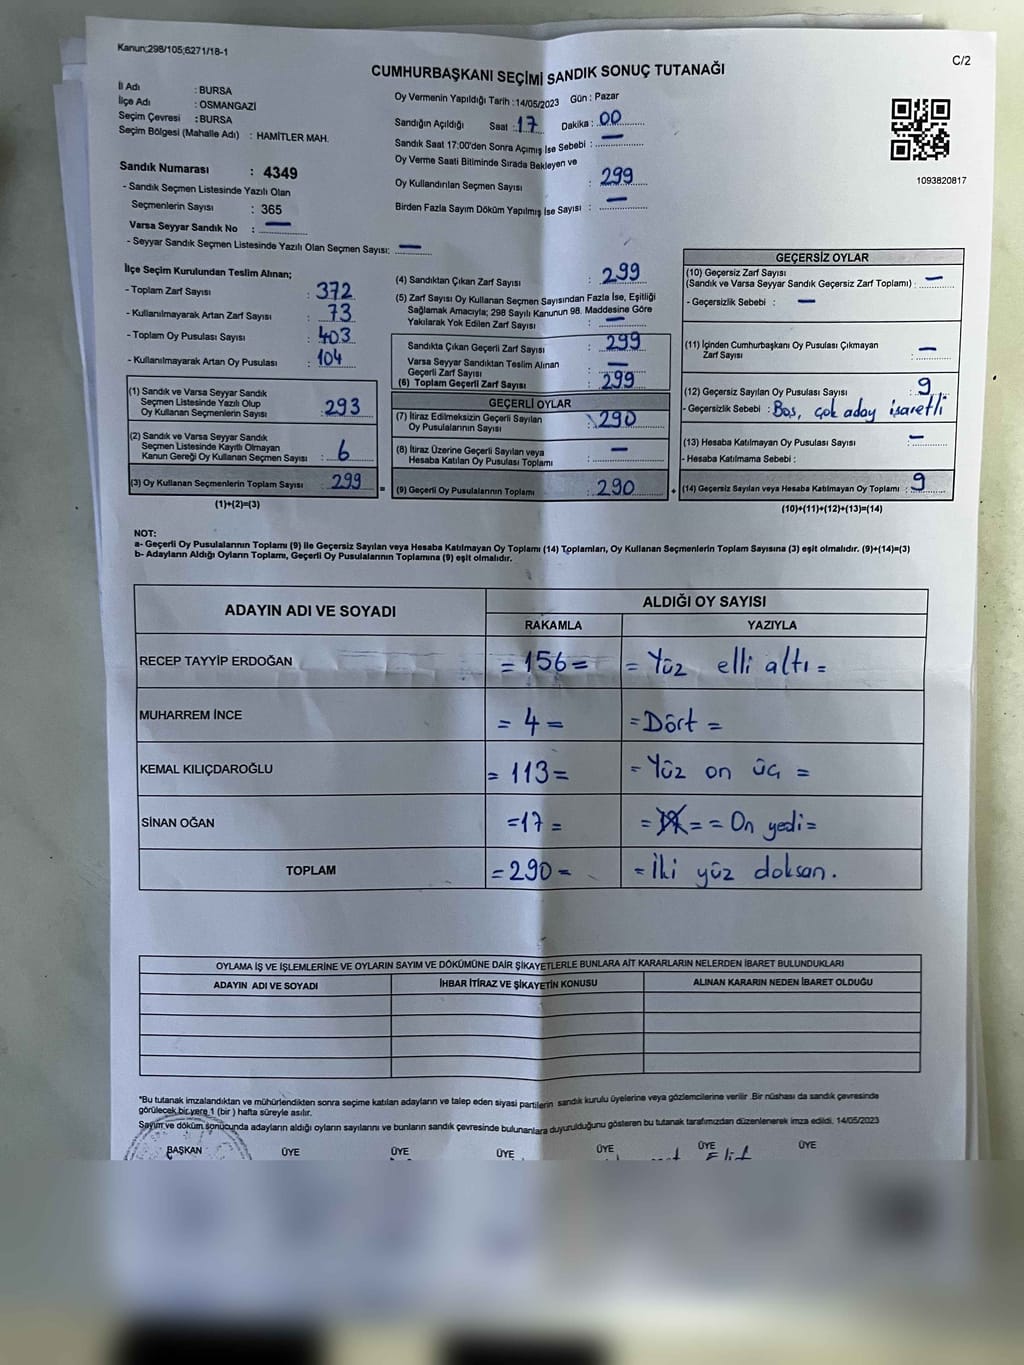 Kanun;298/105;6271/18-1
C/2
CUMHURBAŞKANI SEÇİMİ SANDIK SONUÇ TUTANAĞI
İl Adı : BURSA
İlçe Adı : OSMANGAZİ
Seçim Çevresi : BURSA
Seçim Bölgesi (Mahalle Adı) : HAMİTLER MAH.
Sandık Numarası : 4349
- Sandık Seçmen Listesinde Yazılı Olan
Seçmenlerin Sayısı : 365
Varsa Seyyar Sandık No : —
- Seyyar Sandık Seçmen Listesinde Yazılı Olan Seçmen Sayısı: —
Oy Vermenin Yapıldığı Tarih : 14/05/2023 Gün : Pazar
Sandığın Açıldığı Saat : 17 Dakika : 00
Sandık Saat 17:00'den Sonra Açımış İse Sebebi : —
Oy Verme Saati Bitiminde Sırada Bekleyen ve
Oy Kullandırılan Seçmen Sayısı : 299
Birden Fazla Sayım Döküm Yapılmış İse Sayısı : —
1093820817
İlçe Seçim Kurulundan Teslim Alınan;
- Toplam Zarf Sayısı : 372
- Kullanılmayarak Artan Zarf Sayısı : 73
- Toplam Oy Pusulası Sayısı : 403
- Kullanılmayarak Artan Oy Pusulası : 104
(1) Sandık ve Varsa Seyyar Sandık
Seçmen Listesinde Yazılı Olup
Oy Kullanan Seçmenlerin Sayısı : 293
(2) Sandık ve Varsa Seyyar Sandık
Seçmen Listesinde Kayıtlı Olmayan
Kanun Gereği Oy Kullanan Seçmen Sayısı : 6
(3) Oy Kullanan Seçmenlerin Toplam Sayısı : 299
(1)+(2)=(3)
(4) Sandıktan Çıkan Zarf Sayısı : 299
(5) Zarf Sayısı Oy Kullanan Seçmen Sayısından Fazla İse, Eşitliği
Sağlamak Amacıyla; 298 Sayılı Kanunun 98. Maddesine Göre
Yakılarak Yok Edilen Zarf Sayısı : —
Sandıkta Çıkan Geçerli Zarf Sayısı : 299
Varsa Seyyar Sandıktan Teslim Alınan
Geçerli Zarf Sayısı : —
(6) Toplam Geçerli Zarf Sayısı : 299
GEÇERLİ OYLAR
(7) İtiraz Edilmeksizin Geçerli Sayılan
Oy Pusulalarının Sayısı : 290
(8) İtiraz Üzerine Geçerli Sayılan veya
Hesaba Katılan Oy Pusulası Toplamı : —
= (9) Geçerli Oy Pusulalarının Toplamı : 290 +
GEÇERSİZ OYLAR
(10) Geçersiz Zarf Sayısı
(Sandık ve Varsa Seyyar Sandık Geçersiz Zarf Toplamı) : —
- Geçersizlik Sebebi : —
(11) İçinden Cumhurbaşkanı Oy Pusulası Çıkmayan
Zarf Sayısı : —
(12) Geçersiz Sayılan Oy Pusulası Sayısı : 9
- Geçersizlik Sebebi : Boş, çok aday işaretli
(13) Hesaba Katılmayan Oy Pusulası Sayısı : —
- Hesaba Katılmama Sebebi :
(14) Geçersiz Sayılan veya Hesaba Katılmayan Oy Toplamı : 9
(10)+(11)+(12)+(13)=(14)
NOT:
a- Geçerli Oy Pusulalarının Toplamı (9) ile Geçersiz Sayılan veya Hesaba Katılmayan Oy Toplamı (14) Toplamları, Oy Kullanan Seçmenlerin Toplam Sayısına (3) eşit olmalıdır. (9)+(14)=(3)
b- Adayların Aldığı Oyların Toplamı, Geçerli Oy Pusulalarının Toplamına (9) eşit olmalıdır.
ADAYIN ADI VE SOYADI ALDIĞI OY SAYISI
RAKAMLA YAZIYLA
RECEP TAYYİP ERDOĞAN = 156 = = Yüz elli altı =
MUHARREM İNCE = 4 = = Dört =
KEMAL KILIÇDAROĞLU = 113 = = Yüz on üç =
SİNAN OĞAN =17 = = = = On yedi =
TOPLAM = 290 = = İki yüz doksan.
OYLAMA İŞ VE İŞLEMLERİNE VE OYLARIN SAYIM VE DÖKÜMÜNE DAİR ŞİKAYETLERLE BUNLARA AİT KARARLARIN NELERDEN İBARET BULUNDUKLARI
ADAYIN ADI VE SOYADI İHBAR İTİRAZ VE ŞİKAYETİN KONUSU ALINAN KARARIN NEDEN İBARET OLDUĞU
*Bu tutanak imzalandıktan ve mühürlendikten sonra seçime katılan adayların ve talep eden siyasi partilerin sandık kurulu üyelerine veya gözlemcilerine verilir .Bir nüshası da sandık çevresinde
görülecek bir yere 1 (bir ) hafta süreyle asılır.
Sayım ve döküm sonucunda adayların aldığı oyların sayılarını ve bunların sandık çevresinde bulunanlara duyurulduğunu gösteren bu tutanak tarafımızdan düzenlenerek imza edildi. 14/05/2023
BAŞKAN ÜYE ÜYE ÜYE ÜYE ÜYE ÜYE